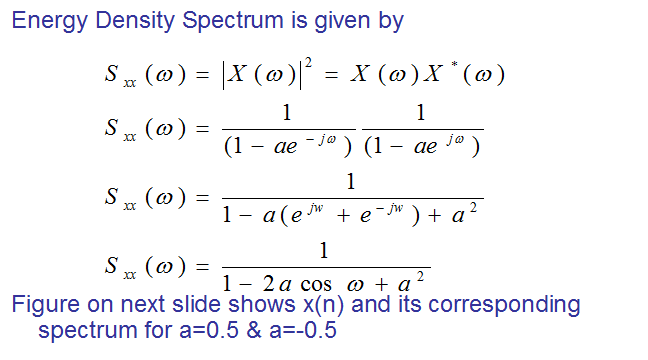 Energy Density Spectrum is given by
S_xx (ω) = |X (ω)|² = X (ω) X *(ω)
S_xx (ω) = 1 / (1 − ae^−jω) 1 / (1 − ae^jω)
S_xx (ω) = 1 / 1 − a(e^jw + e^−jw) + a²
S_xx (ω) = 1 / 1 − 2a cos ω + a²
Figure on next slide shows x(n) and its corresponding
spectrum for a=0.5 & a=-0.5